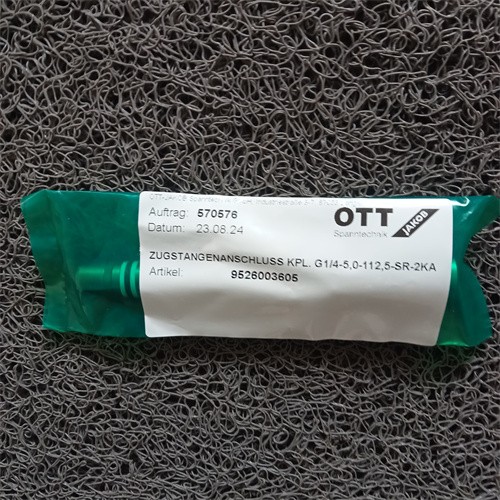 Auftrag: 570576
Datum: 23.08.24
OTT
JAKOB
Spanntechnik
ZUGSTANGENANSCHLUSS KPL. G1/4-5,0-112,5-SR-2KA
Artikel: 9526003605